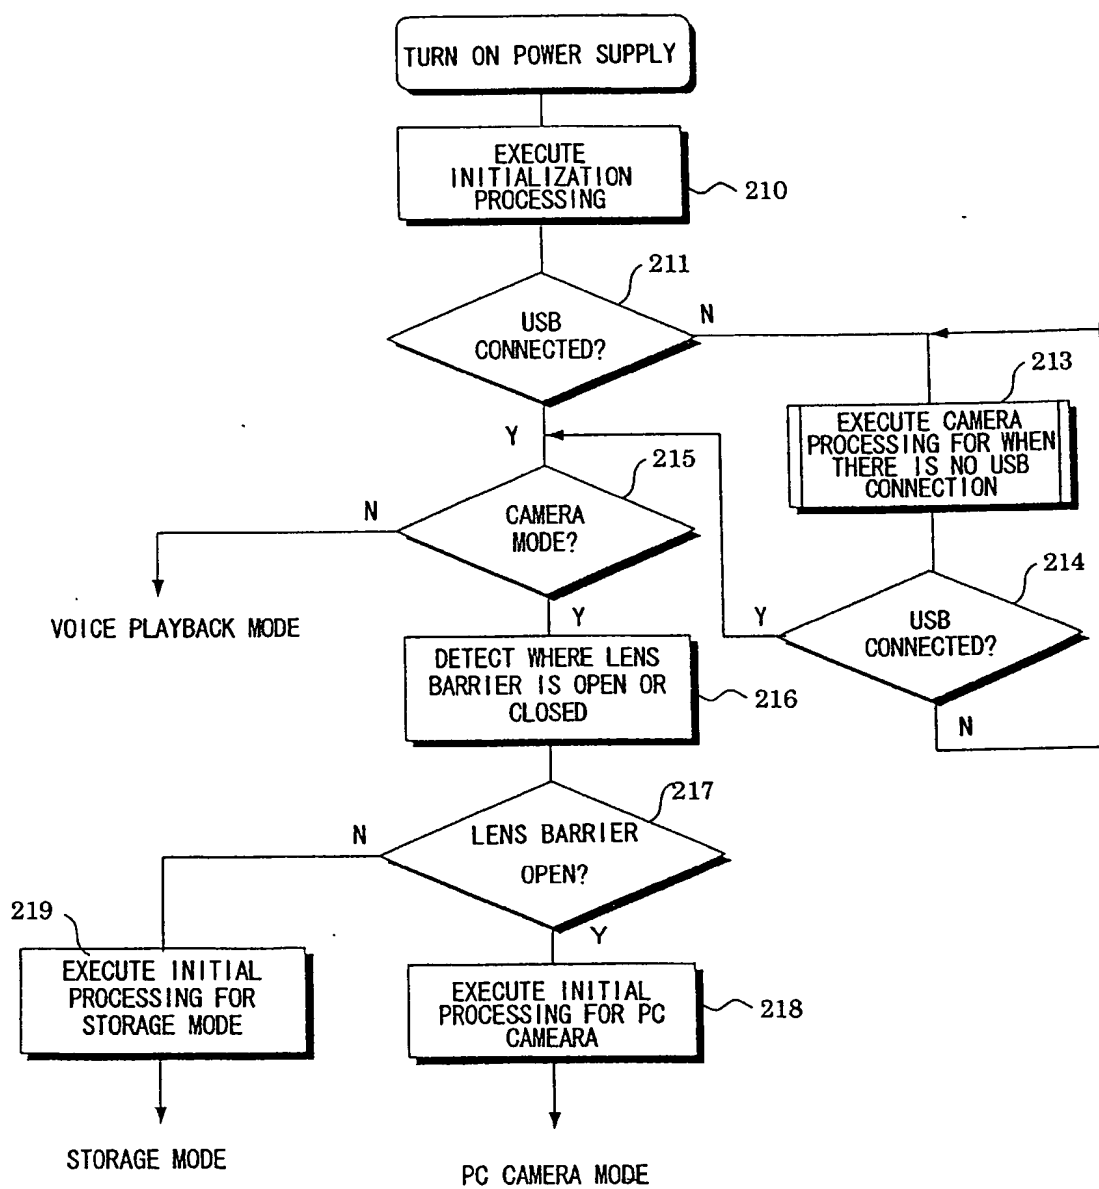 TURN ON POWER SUPPLY
EXECUTE
INITIALIZATION
PROCESSING
210
211
USB
CONNECTED?
N
Y
213
EXECUTE CAMERA
PROCESSING FOR WHEN
THERE IS NO USB
CONNECTION
215
CAMERA
MODE?
N
Y
VOICE PLAYBACK MODE
214
USB
CONNECTED?
Y
N
DETECT WHERE LENS
BARRIER IS OPEN OR
CLOSED
216
217
LENS BARRIER
OPEN?
N
Y
219
EXECUTE INITIAL
PROCESSING FOR
STORAGE MODE
EXECUTE INITIAL
PROCESSING FOR PC
CAMEARA
218
STORAGE MODE
PC CAMERA MODE